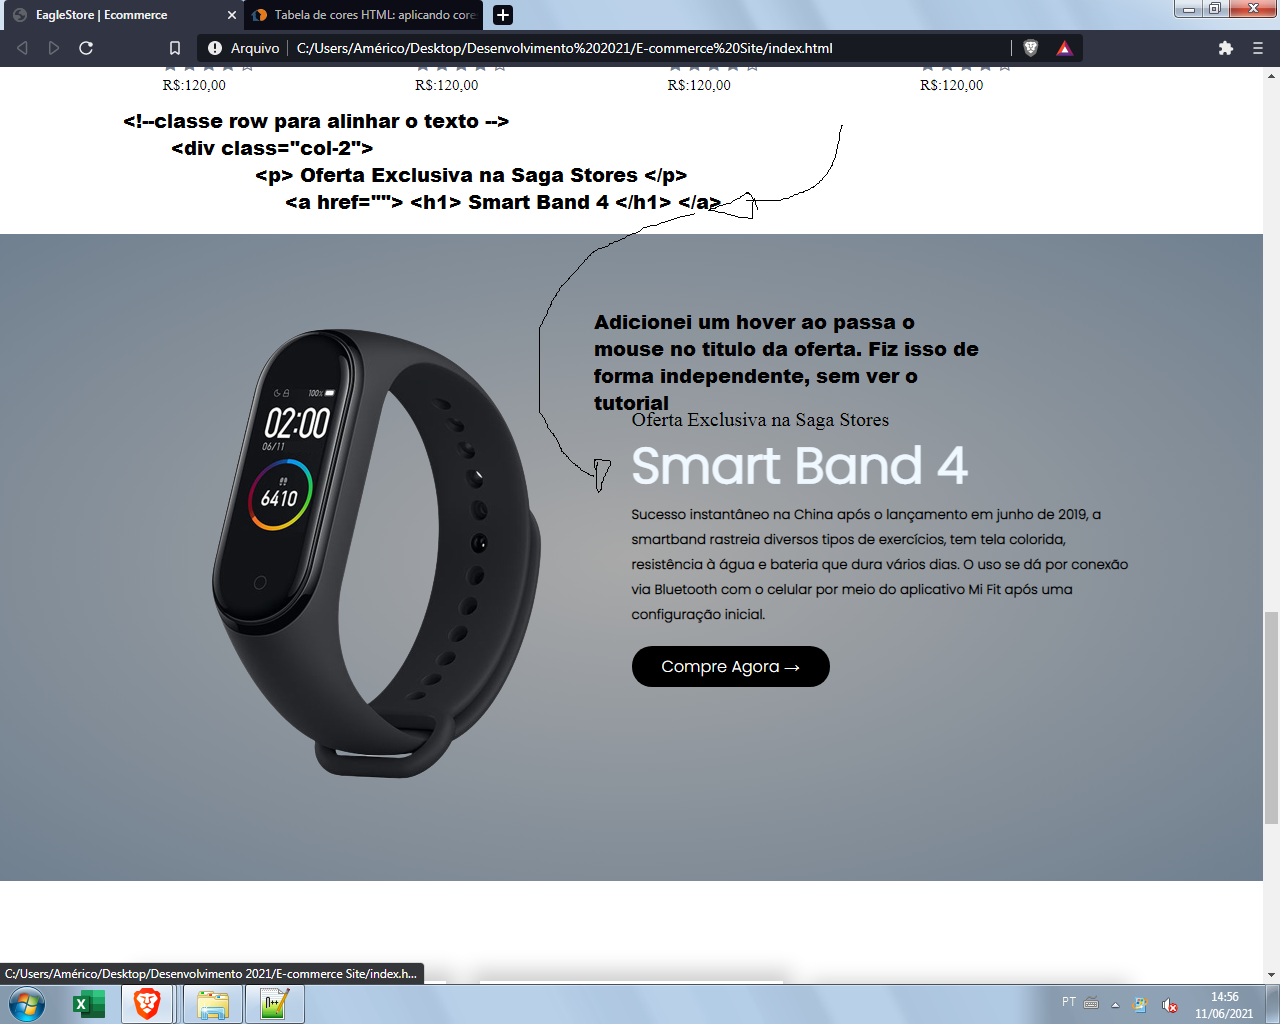 EagleStore | Ecommerce
Tabela de cores HTML: aplicando core
Arquivo
C:/Users/Américo/Desktop/Desenvolvimento%202021/E-commerce%20Site/index.html
R$:120,00 R$:120,00 R$:120,00 R$:120,00
<!--classe row para alinhar o texto -->
<div class="col-2">
<p> Oferta Exclusiva na Saga Stores </p>
<a href=""> <h1> Smart Band 4 </h1> </a>
Adicionei um hover ao passa o
mouse no titulo da oferta. Fiz isso de
forma independente, sem ver o
tutorial
Oferta Exclusiva na Saga Stores
Smart Band 4
Sucesso instantâneo na China após o lançamento em junho de 2019, a
smartband rastreia diversos tipos de exercícios, tem tela colorida,
resistência à água e bateria que dura vários dias. O uso se dá por conexão
via Bluetooth com o celular por meio do aplicativo Mi Fit após uma
configuração inicial.
Compre Agora →
100%
02:00
06/11
6410
C:/Users/Américo/Desktop/Desenvolvimento 2021/E-commerce Site/index.h...
PT
14:56
11/06/2021